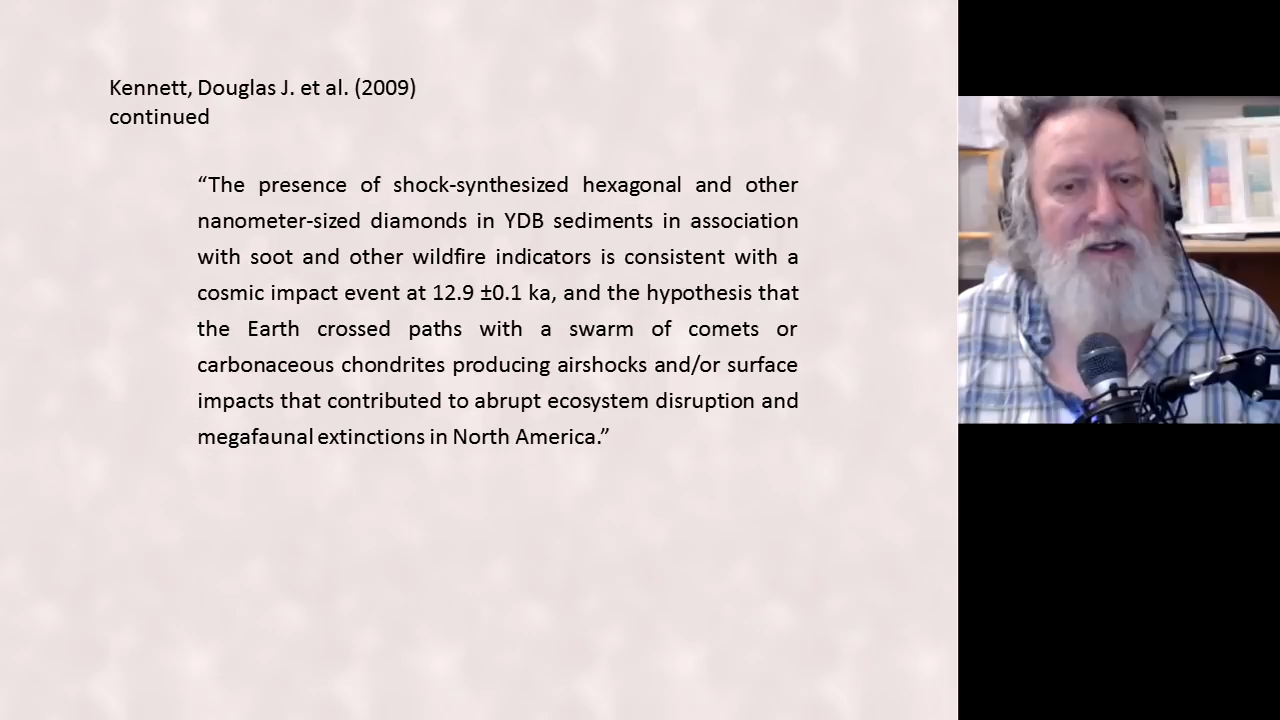 Kennett, Douglas J. et al. (2009)
continued
“The presence of shock-synthesized hexagonal and other
nanometer-sized diamonds in YDB sediments in association
with soot and other wildfire indicators is consistent with a
cosmic impact event at 12.9 ±0.1 ka, and the hypothesis that
the Earth crossed paths with a swarm of comets or
carbonaceous chondrites producing airshocks and/or surface
impacts that contributed to abrupt ecosystem disruption and
megafaunal extinctions in North America.”